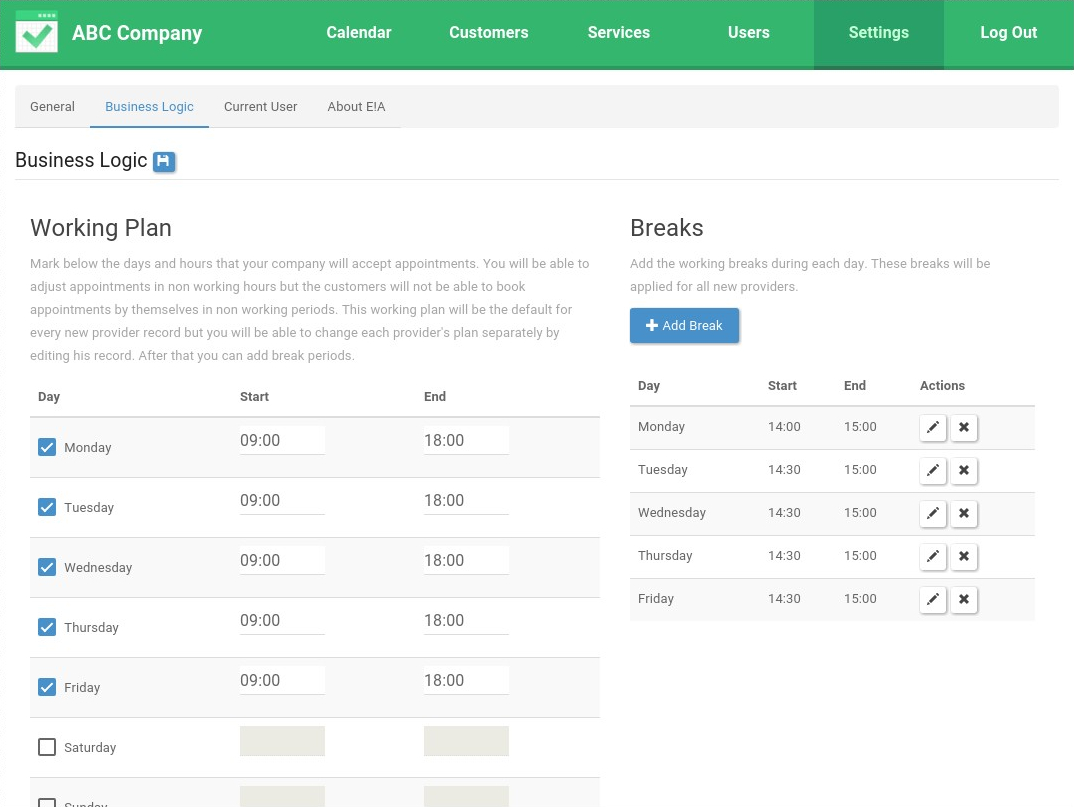 ABC Company
Calendar
Customers
Services
Users
Settings
Log Out
General
Business Logic
Current User
About E!A
Business Logic
Working Plan
Mark below the days and hours that your company will accept appointments. You will be able to
adjust appointments in non working hours but the customers will not be able to book
appointments by themselves in non working periods. This working plan will be the default for
every new provider record but you will be able to change each provider's plan separately by
editing his record. After that you can add break periods.
Day Start End
Monday 09:00 18:00
Tuesday 09:00 18:00
Wednesday 09:00 18:00
Thursday 09:00 18:00
Friday 09:00 18:00
Saturday
Sunday
Breaks
Add the working breaks during each day. These breaks will be
applied for all new providers.
Add Break
Day Start End Actions
Monday 14:00 15:00
Tuesday 14:30 15:00
Wednesday 14:30 15:00
Thursday 14:30 15:00
Friday 14:30 15:00